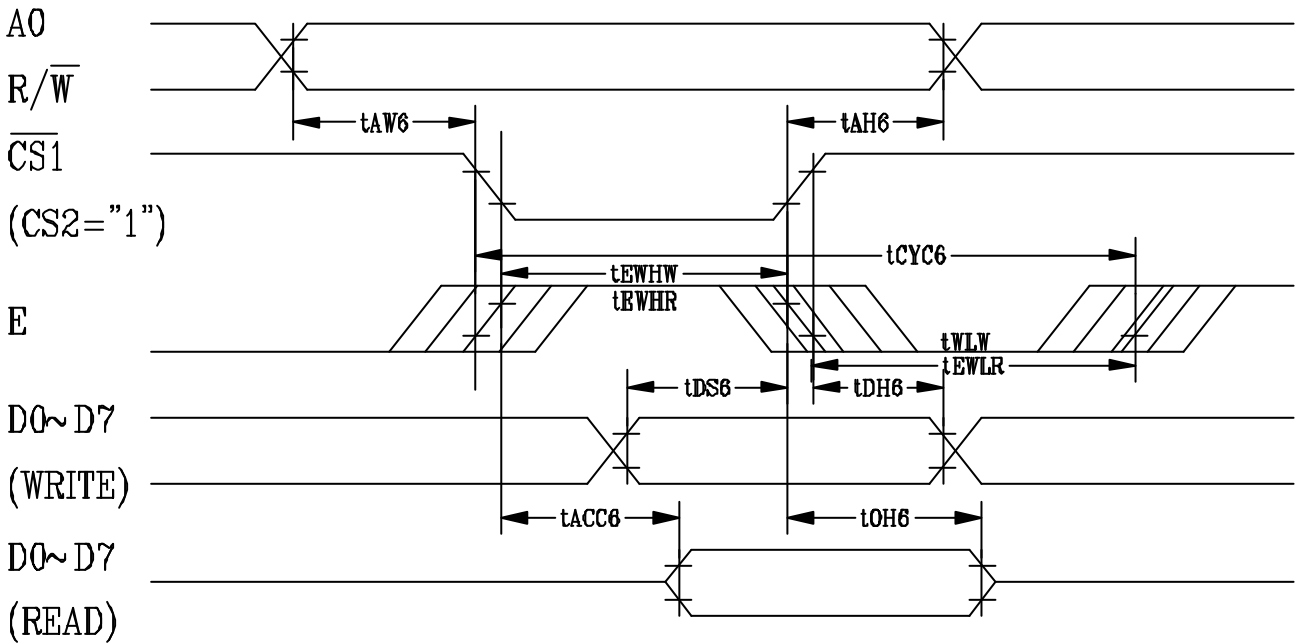 A0
R/W̅
tAW6
tAH6
C̅S̅1̅
(CS2="1")
tCYC6
tEWHW
tEWHR
E
tWLW
tEWLR
tDS6
tDH6
D0~D7
(WRITE)
tACC6
tOH6
D0~D7
(READ)